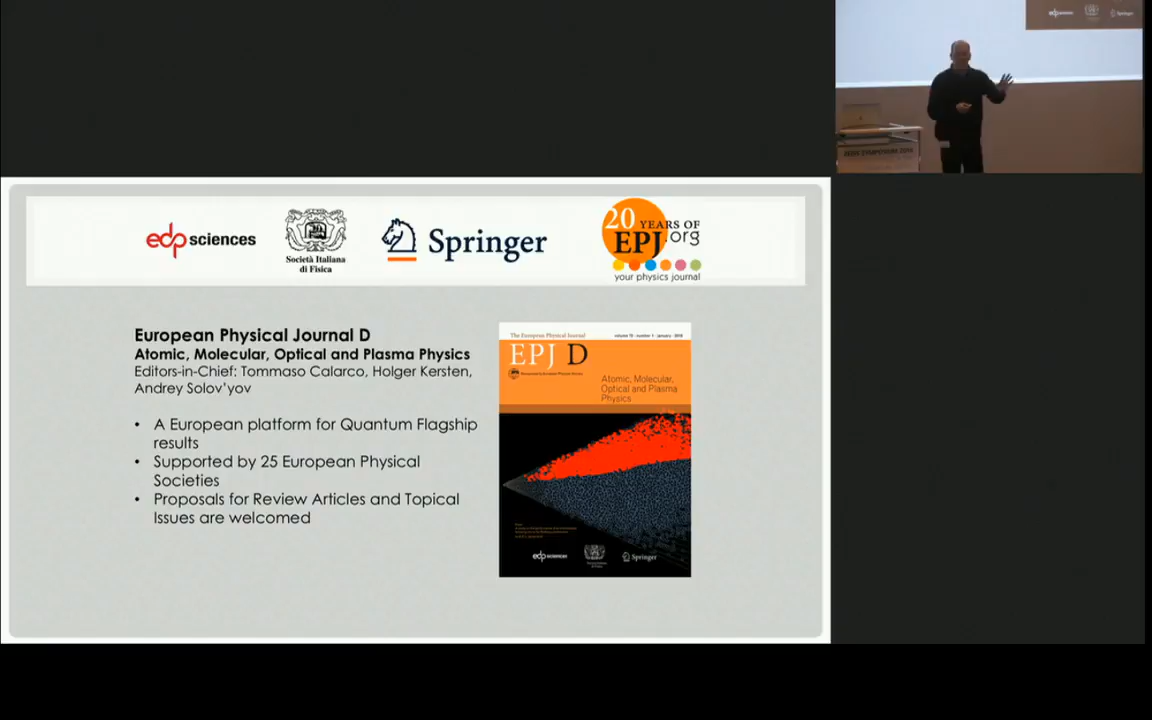 edp sciences
Società Italiana
di Fisica
Springer
20 YEARS OF
EPJ.org
your physics journal
European Physical Journal D
Atomic, Molecular, Optical and Plasma Physics
Editors-in-Chief: Tommaso Calarco, Holger Kersten,
Andrey Solov'yov
• A European platform for Quantum Flagship
results
• Supported by 25 European Physical
Societies
• Proposals for Review Articles and Topical
Issues are welcomed
The European Physical Journal
EPJ D
Atomic, Molecular,
Optical and Plasma
Physics
edp sciences
Springer